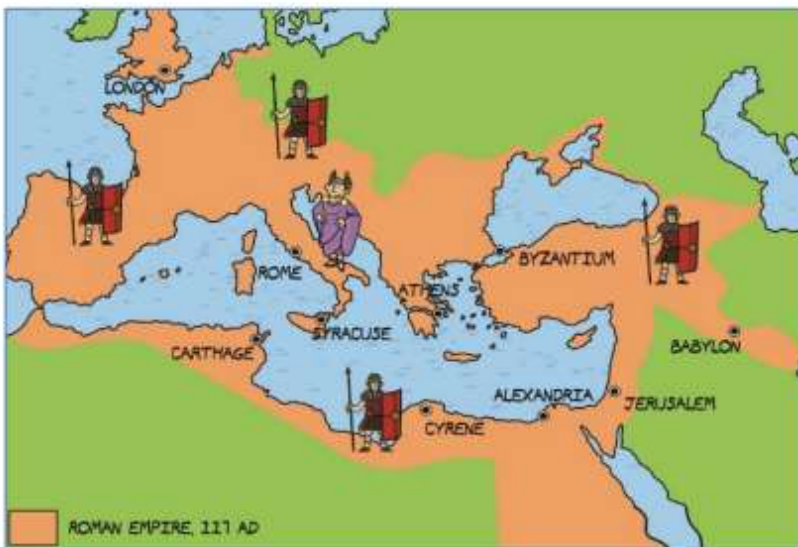 LONDON
ROME
BYZANTIUM
ATHENS
SYRACUSE
CARTHAGE
BABYLON
ALEXANDRIA
JERUSALEM
CYRENE
ROMAN EMPIRE, 117 AD